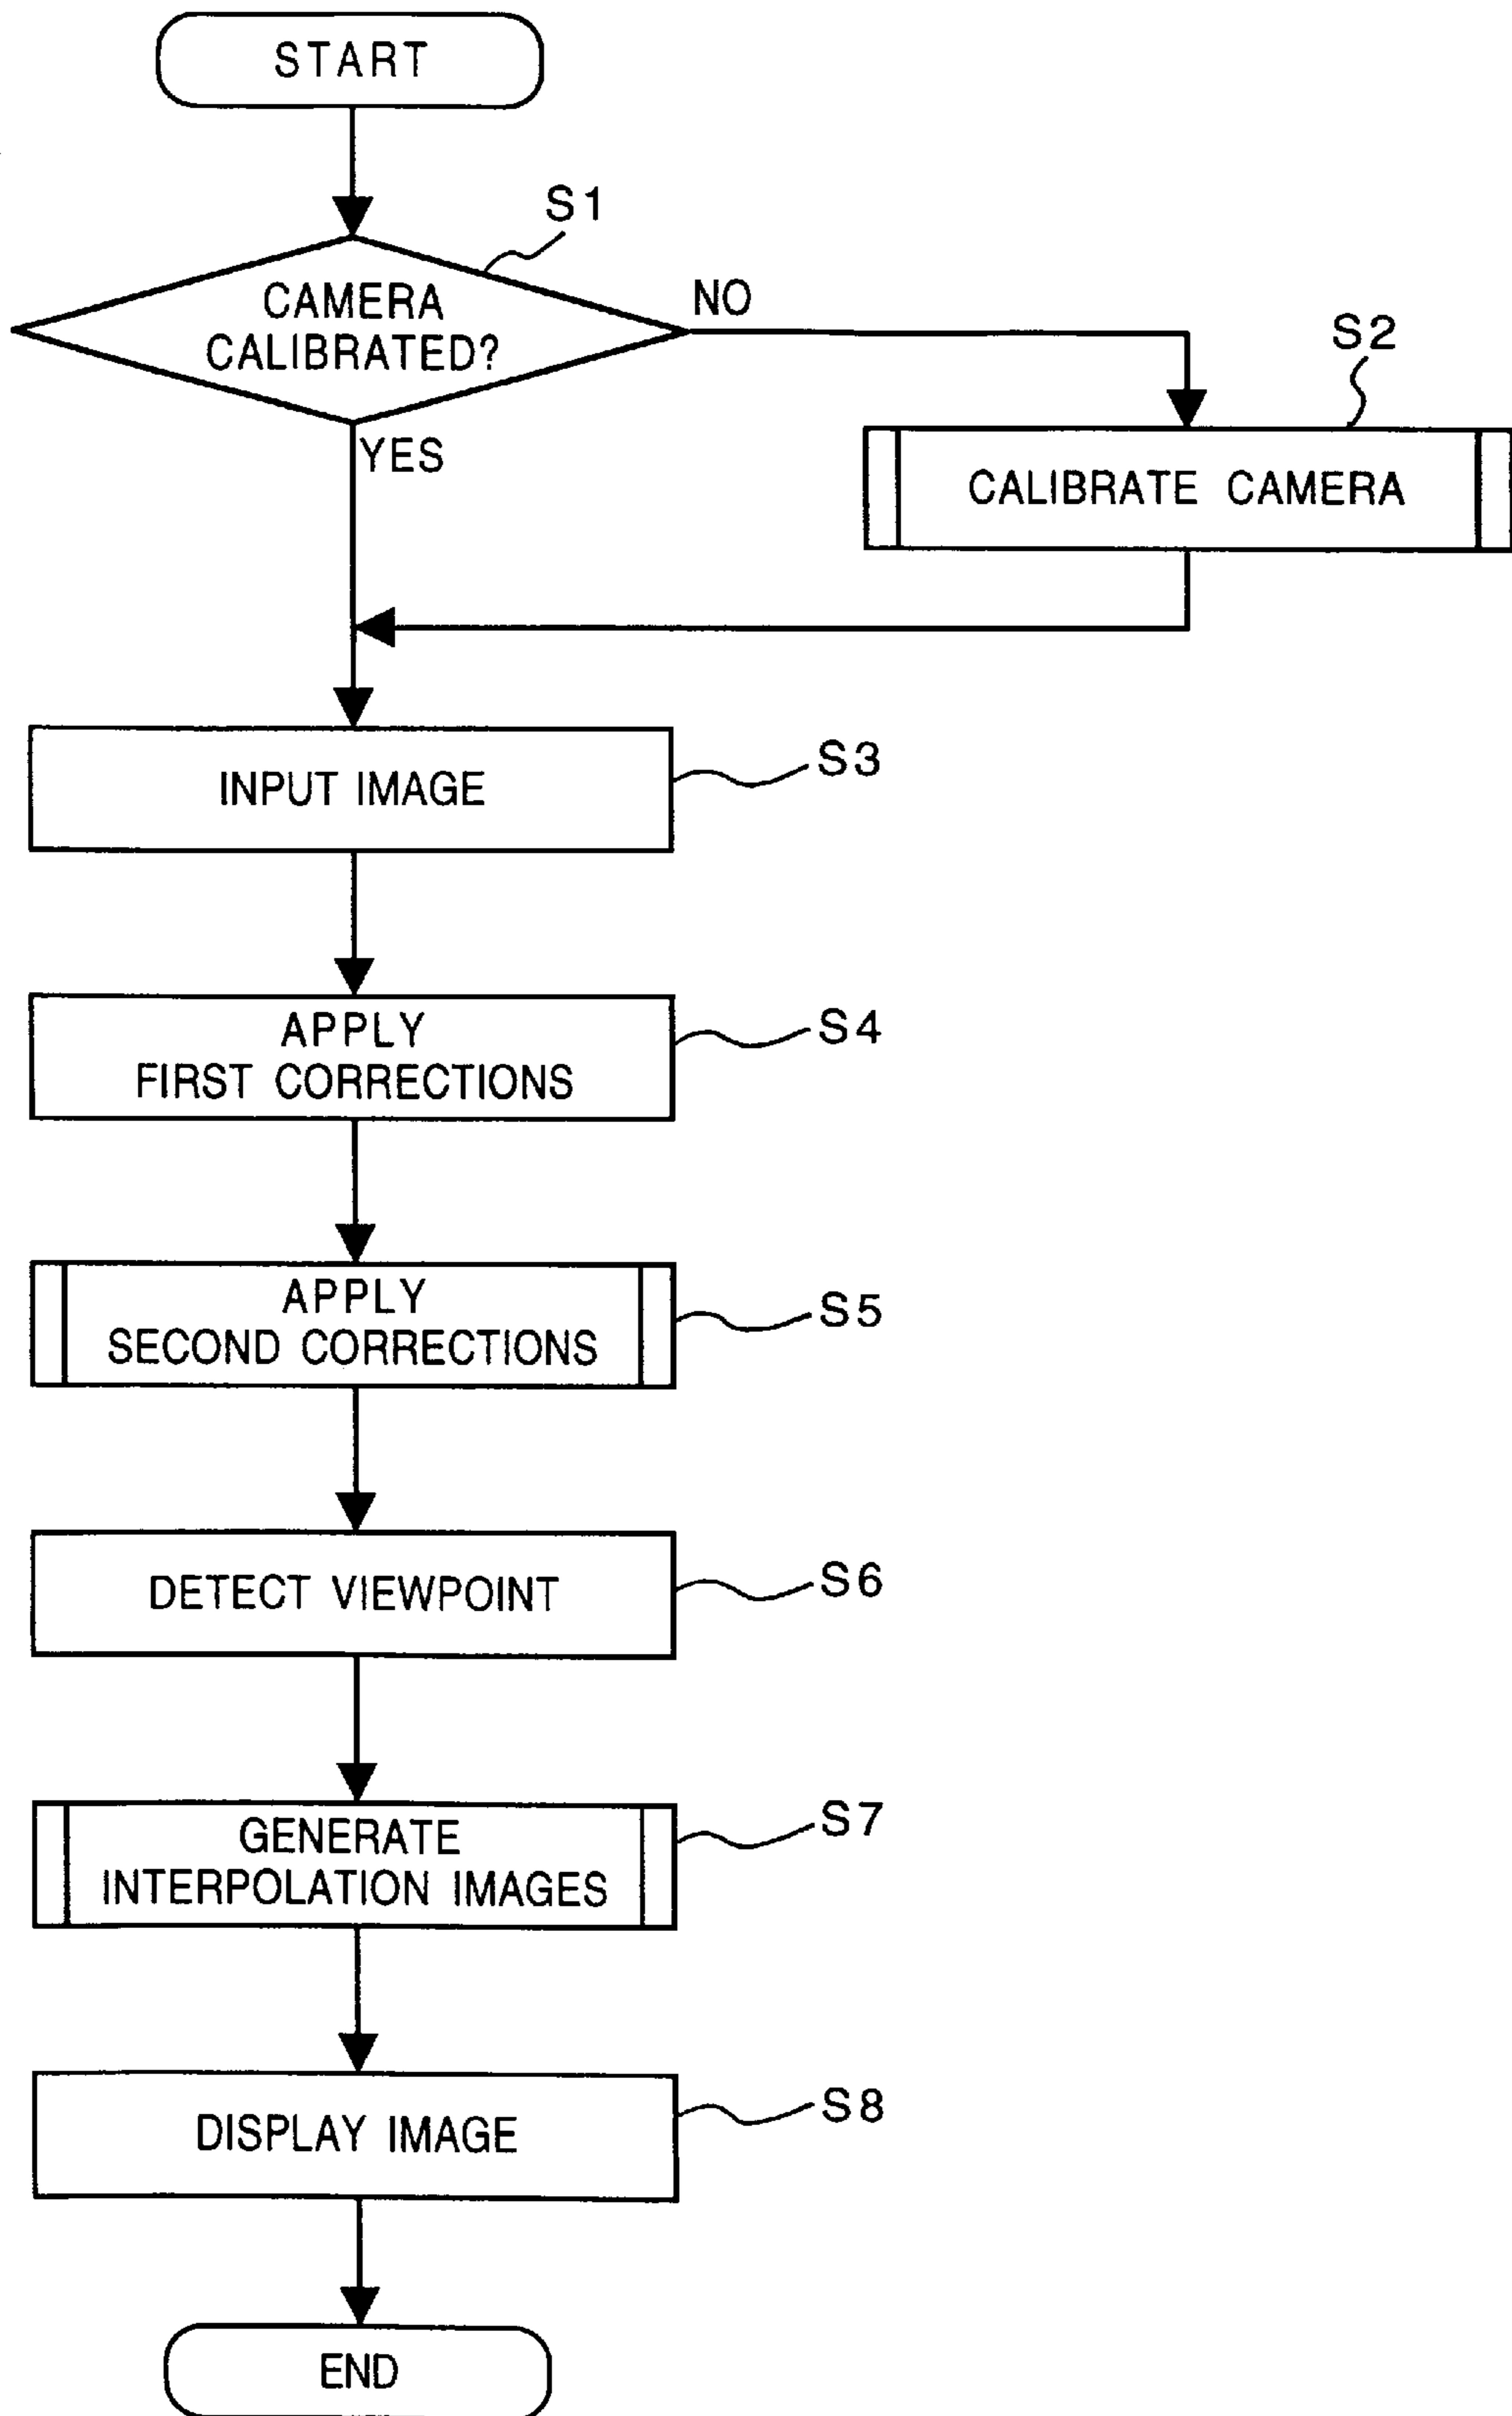 START
S1
CAMERA
CALIBRATED?
NO
S2
YES
CALIBRATE CAMERA
INPUT IMAGE
S3
APPLY
FIRST CORRECTIONS
S4
APPLY
SECOND CORRECTIONS
S5
DETECT VIEWPOINT
S6
GENERATE
INTERPOLATION IMAGES
S7
DISPLAY IMAGE
S8
END